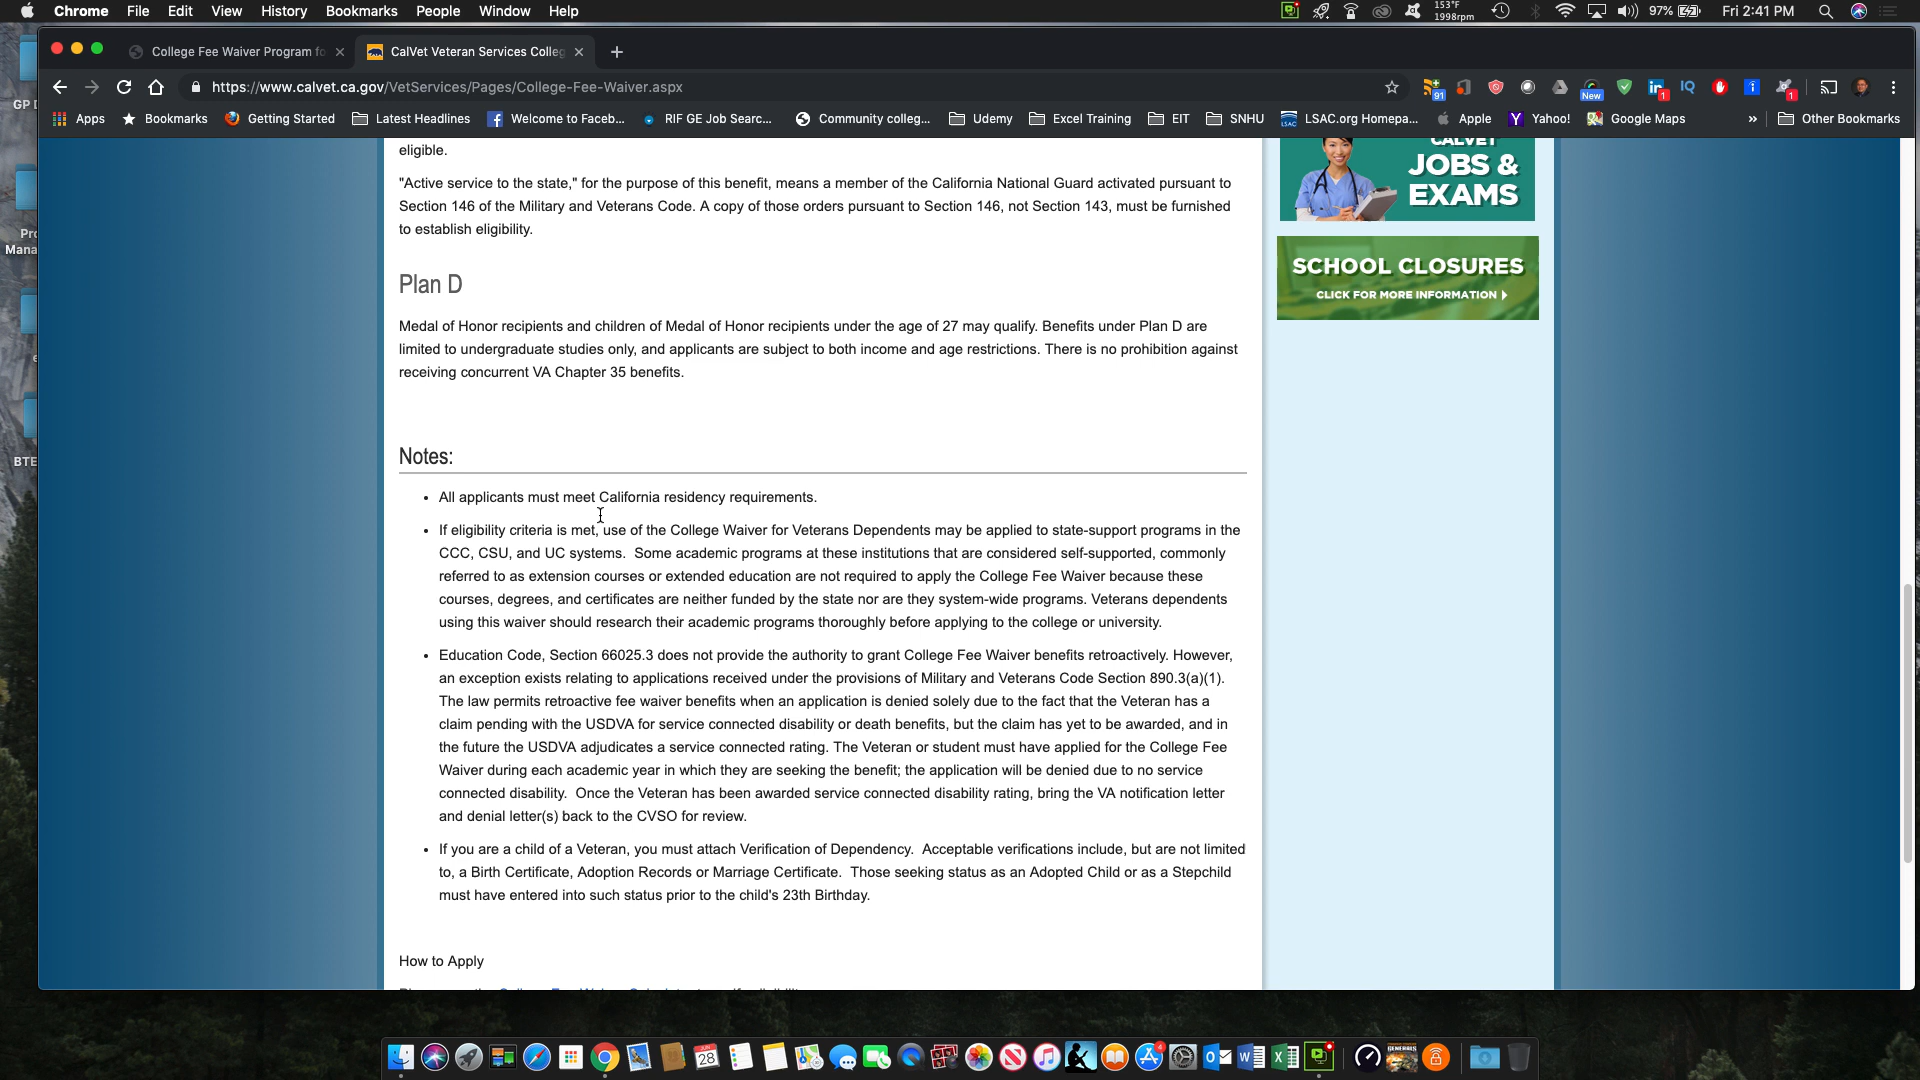 Chrome File Edit View History Bookmarks People Window Help
153°F
1998rpm
97%
Fri 2:41 PM
GP
Pro
Mana
BTE
College Fee Waiver Program fo
CalVet Veteran Services Colleg
https://www.calvet.ca.gov/VetServices/Pages/College-Fee-Waiver.aspx
91
New
1
IQ
1
Apps Bookmarks Getting Started Latest Headlines Welcome to Faceb... RIF GE Job Searc... Community colleg... Udemy Excel Training EIT SNHU LSAC.org Homepa... Apple Yahoo! Google Maps » Other Bookmarks
eligible.
"Active service to the state," for the purpose of this benefit, means a member of the California National Guard activated pursuant to
Section 146 of the Military and Veterans Code. A copy of those orders pursuant to Section 146, not Section 143, must be furnished
to establish eligibility.
Plan D
Medal of Honor recipients and children of Medal of Honor recipients under the age of 27 may qualify. Benefits under Plan D are
limited to undergraduate studies only, and applicants are subject to both income and age restrictions. There is no prohibition against
receiving concurrent VA Chapter 35 benefits.
Notes:
• All applicants must meet California residency requirements.
• If eligibility criteria is met, use of the College Waiver for Veterans Dependents may be applied to state-support programs in the
CCC, CSU, and UC systems. Some academic programs at these institutions that are considered self-supported, commonly
referred to as extension courses or extended education are not required to apply the College Fee Waiver because these
courses, degrees, and certificates are neither funded by the state nor are they system-wide programs. Veterans dependents
using this waiver should research their academic programs thoroughly before applying to the college or university.
• Education Code, Section 66025.3 does not provide the authority to grant College Fee Waiver benefits retroactively. However,
an exception exists relating to applications received under the provisions of Military and Veterans Code Section 890.3(a)(1).
The law permits retroactive fee waiver benefits when an application is denied solely due to the fact that the Veteran has a
claim pending with the USDVA for service connected disability or death benefits, but the claim has yet to be awarded, and in
the future the USDVA adjudicates a service connected rating. The Veteran or student must have applied for the College Fee
Waiver during each academic year in which they are seeking the benefit; the application will be denied due to no service
connected disability. Once the Veteran has been awarded service connected disability rating, bring the VA notification letter
and denial letter(s) back to the CVSO for review.
• If you are a child of a Veteran, you must attach Verification of Dependency. Acceptable verifications include, but are not limited
to, a Birth Certificate, Adoption Records or Marriage Certificate. Those seeking status as an Adopted Child or as a Stepchild
must have entered into such status prior to the child's 23th Birthday.
How to Apply
CALVET
JOBS &
EXAMS
SCHOOL CLOSURES
CLICK FOR MORE INFORMATION
JUN
28